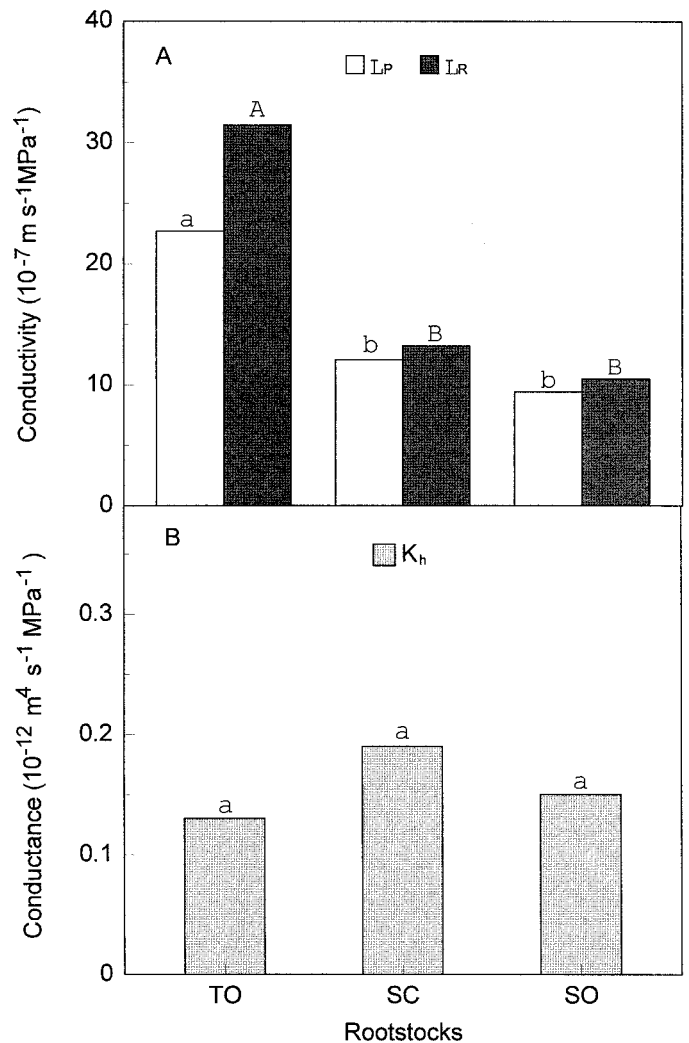 40
A
LP LR
A
30
a
20
B
b
B
b
10
0
Conductivity (10⁻⁷ m s⁻¹MPa⁻¹)
B
Kh
0.3
a
0.2
a
a
0.1
0
Conductance (10⁻¹² m⁴ s⁻¹ MPa⁻¹)
TO SC SO
Rootstocks